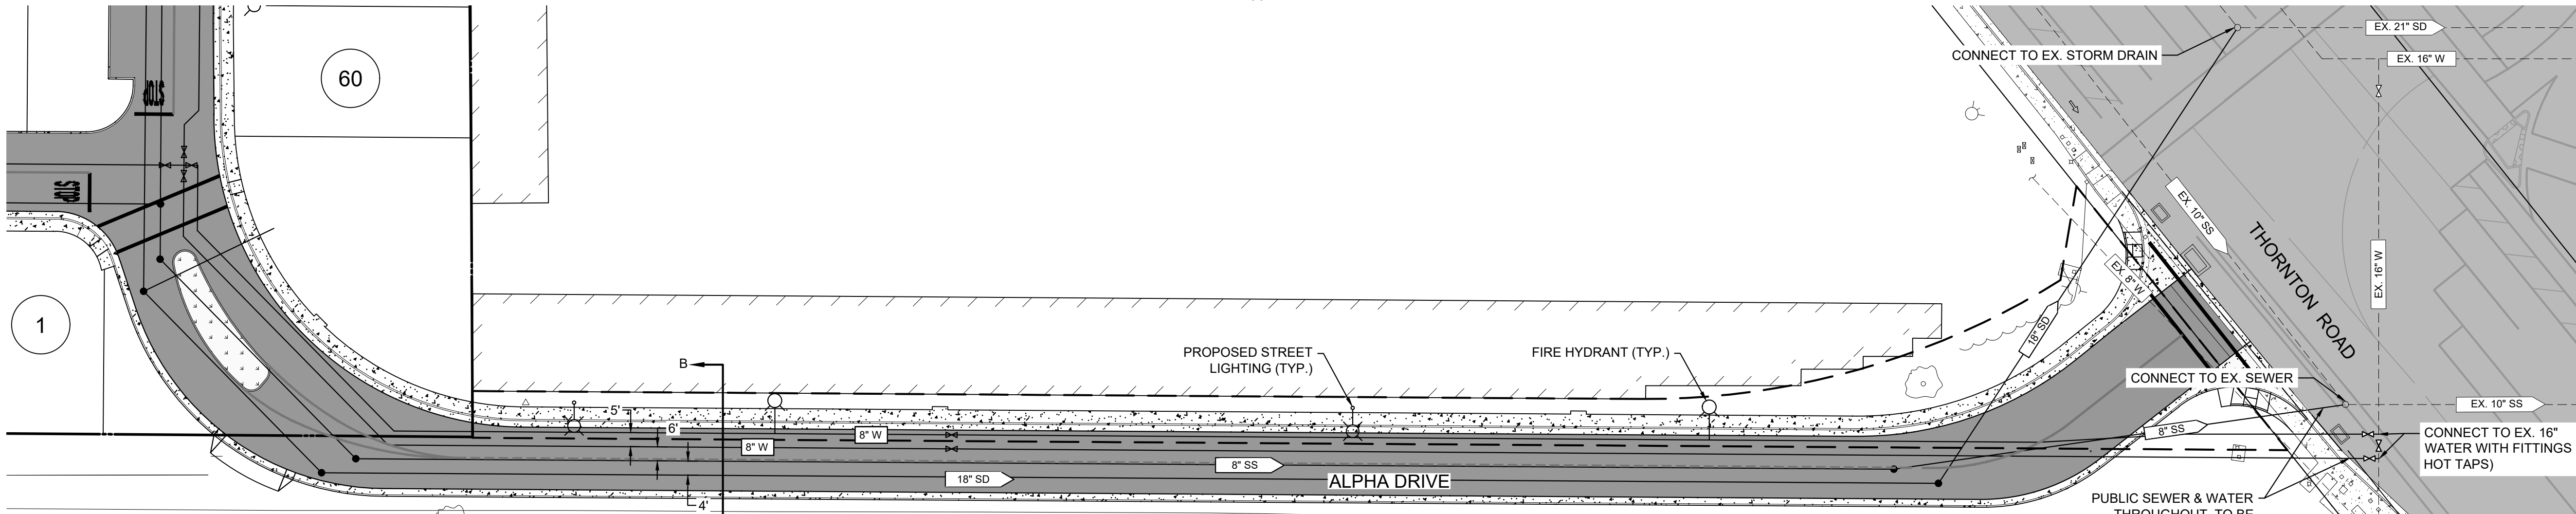 STOP
60
STOP
1
B
5'
6'
8" W
8" W
4'
18" SD
8" SS
PROPOSED STREET
LIGHTING (TYP.)
FIRE HYDRANT (TYP.)
ALPHA DRIVE
CONNECT TO EX. STORM DRAIN
EX. 21" SD
EX. 16" W
EX. 10" SS
THORNTON ROAD
EX. 16" W
EX. 8" W
18" SD
CONNECT TO EX. SEWER
8" SS
EX. 10" SS
CONNECT TO EX. 16"
WATER WITH FITTINGS
HOT TAPS)
PUBLIC SEWER & WATER
THROUGHOUT, TO BE